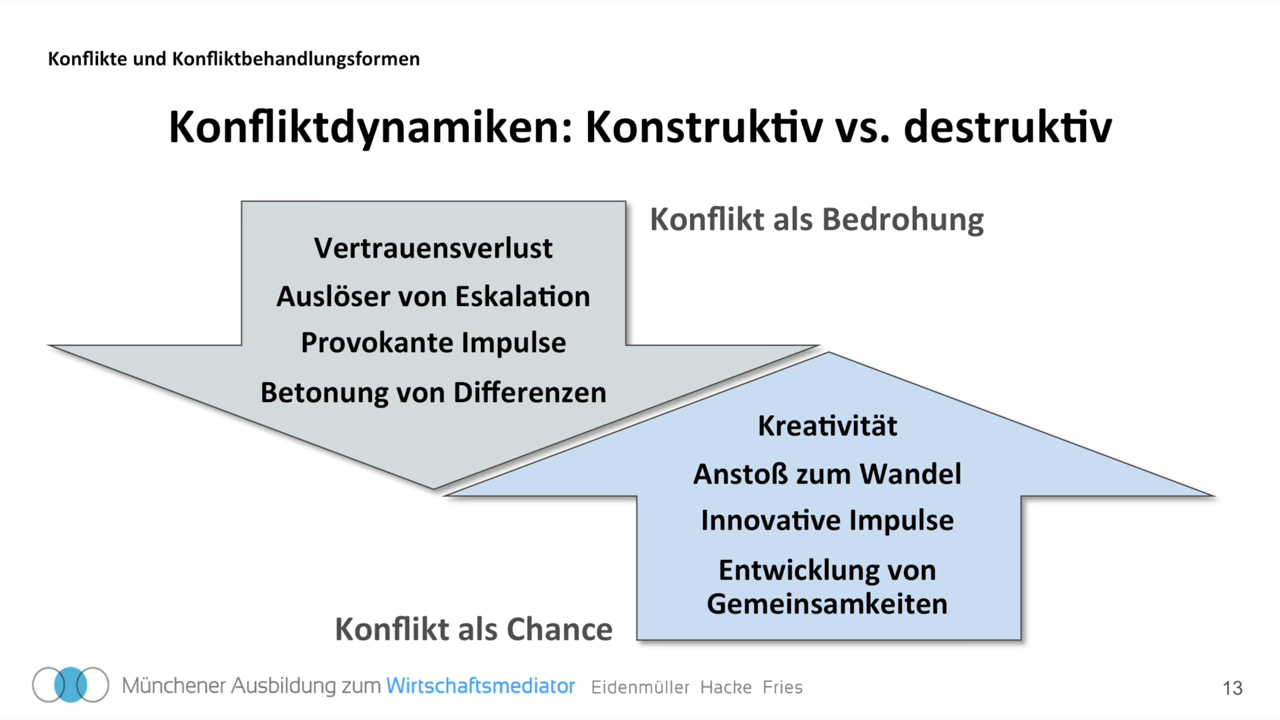 Konflikte und Konfliktbehandlungsformen
Konfliktdynamiken: Konstruktiv vs. destruktiv
Konflikt als Bedrohung
Vertrauensverlust
Auslöser von Eskalation
Provokante Impulse
Betonung von Differenzen
Kreativität
Anstoß zum Wandel
Innovative Impulse
Entwicklung von
Gemeinsamkeiten
Konflikt als Chance
Münchener Ausbildung zum Wirtschaftsmediator Eidenmüller Hacke Fries
13